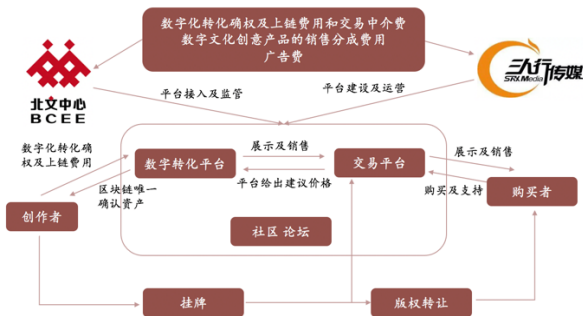 数字化转化确权及上链费用和交易中介费
数字文化创意产品的销售分成费用
广告费
北文中心
BCEE
三人行传媒
SRX Media
平台接入及监管
平台建设及运营
数字化转化确
权及上链费用
数字转化平台
展示及销售
平台给出建议价格
交易平台
展示及销售
购买及支持
创作者
区块链唯一
确认资产
购买者
社区 论坛
挂牌
版权转让